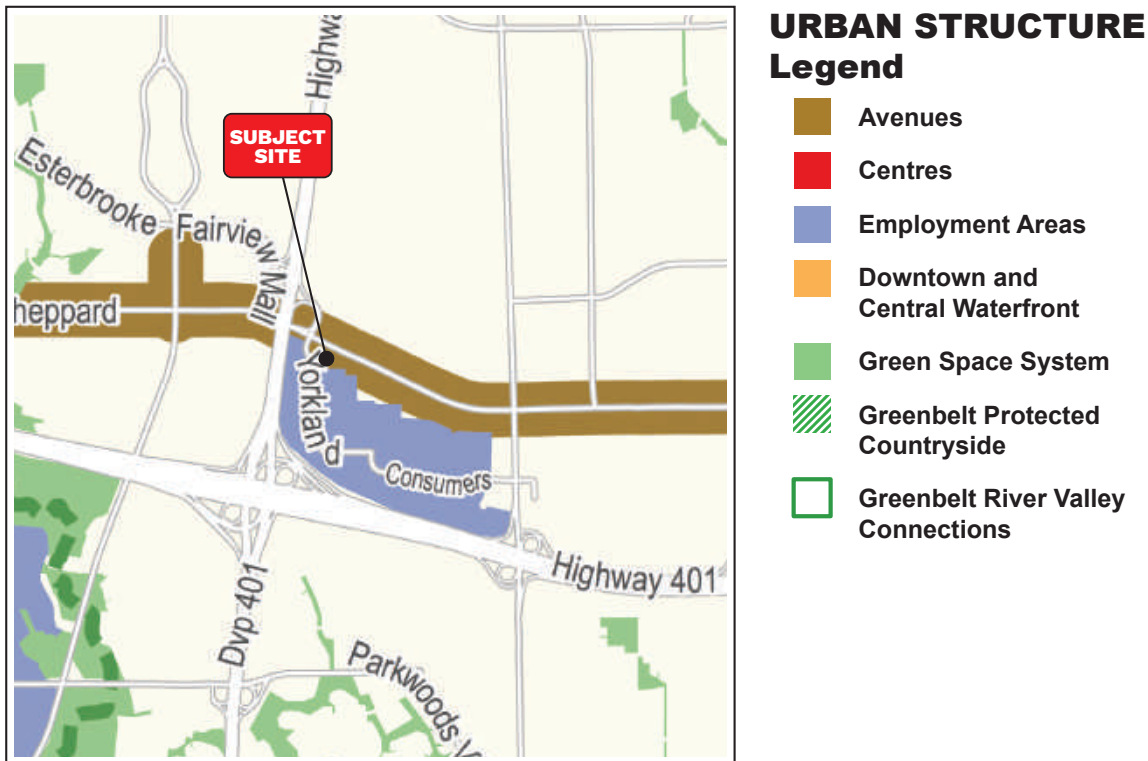 URBAN STRUCTURE
Legend
Avenues
Centres
Employment Areas
Downtown and
Central Waterfront
Green Space System
Greenbelt Protected
Countryside
Greenbelt River Valley
Connections
Highwa
SUBJECT
SITE
Esterbrooke
Fairview Mall
heppard
Yorkland
Consumers
Highway 401
Dvp 401
Parkwoods V